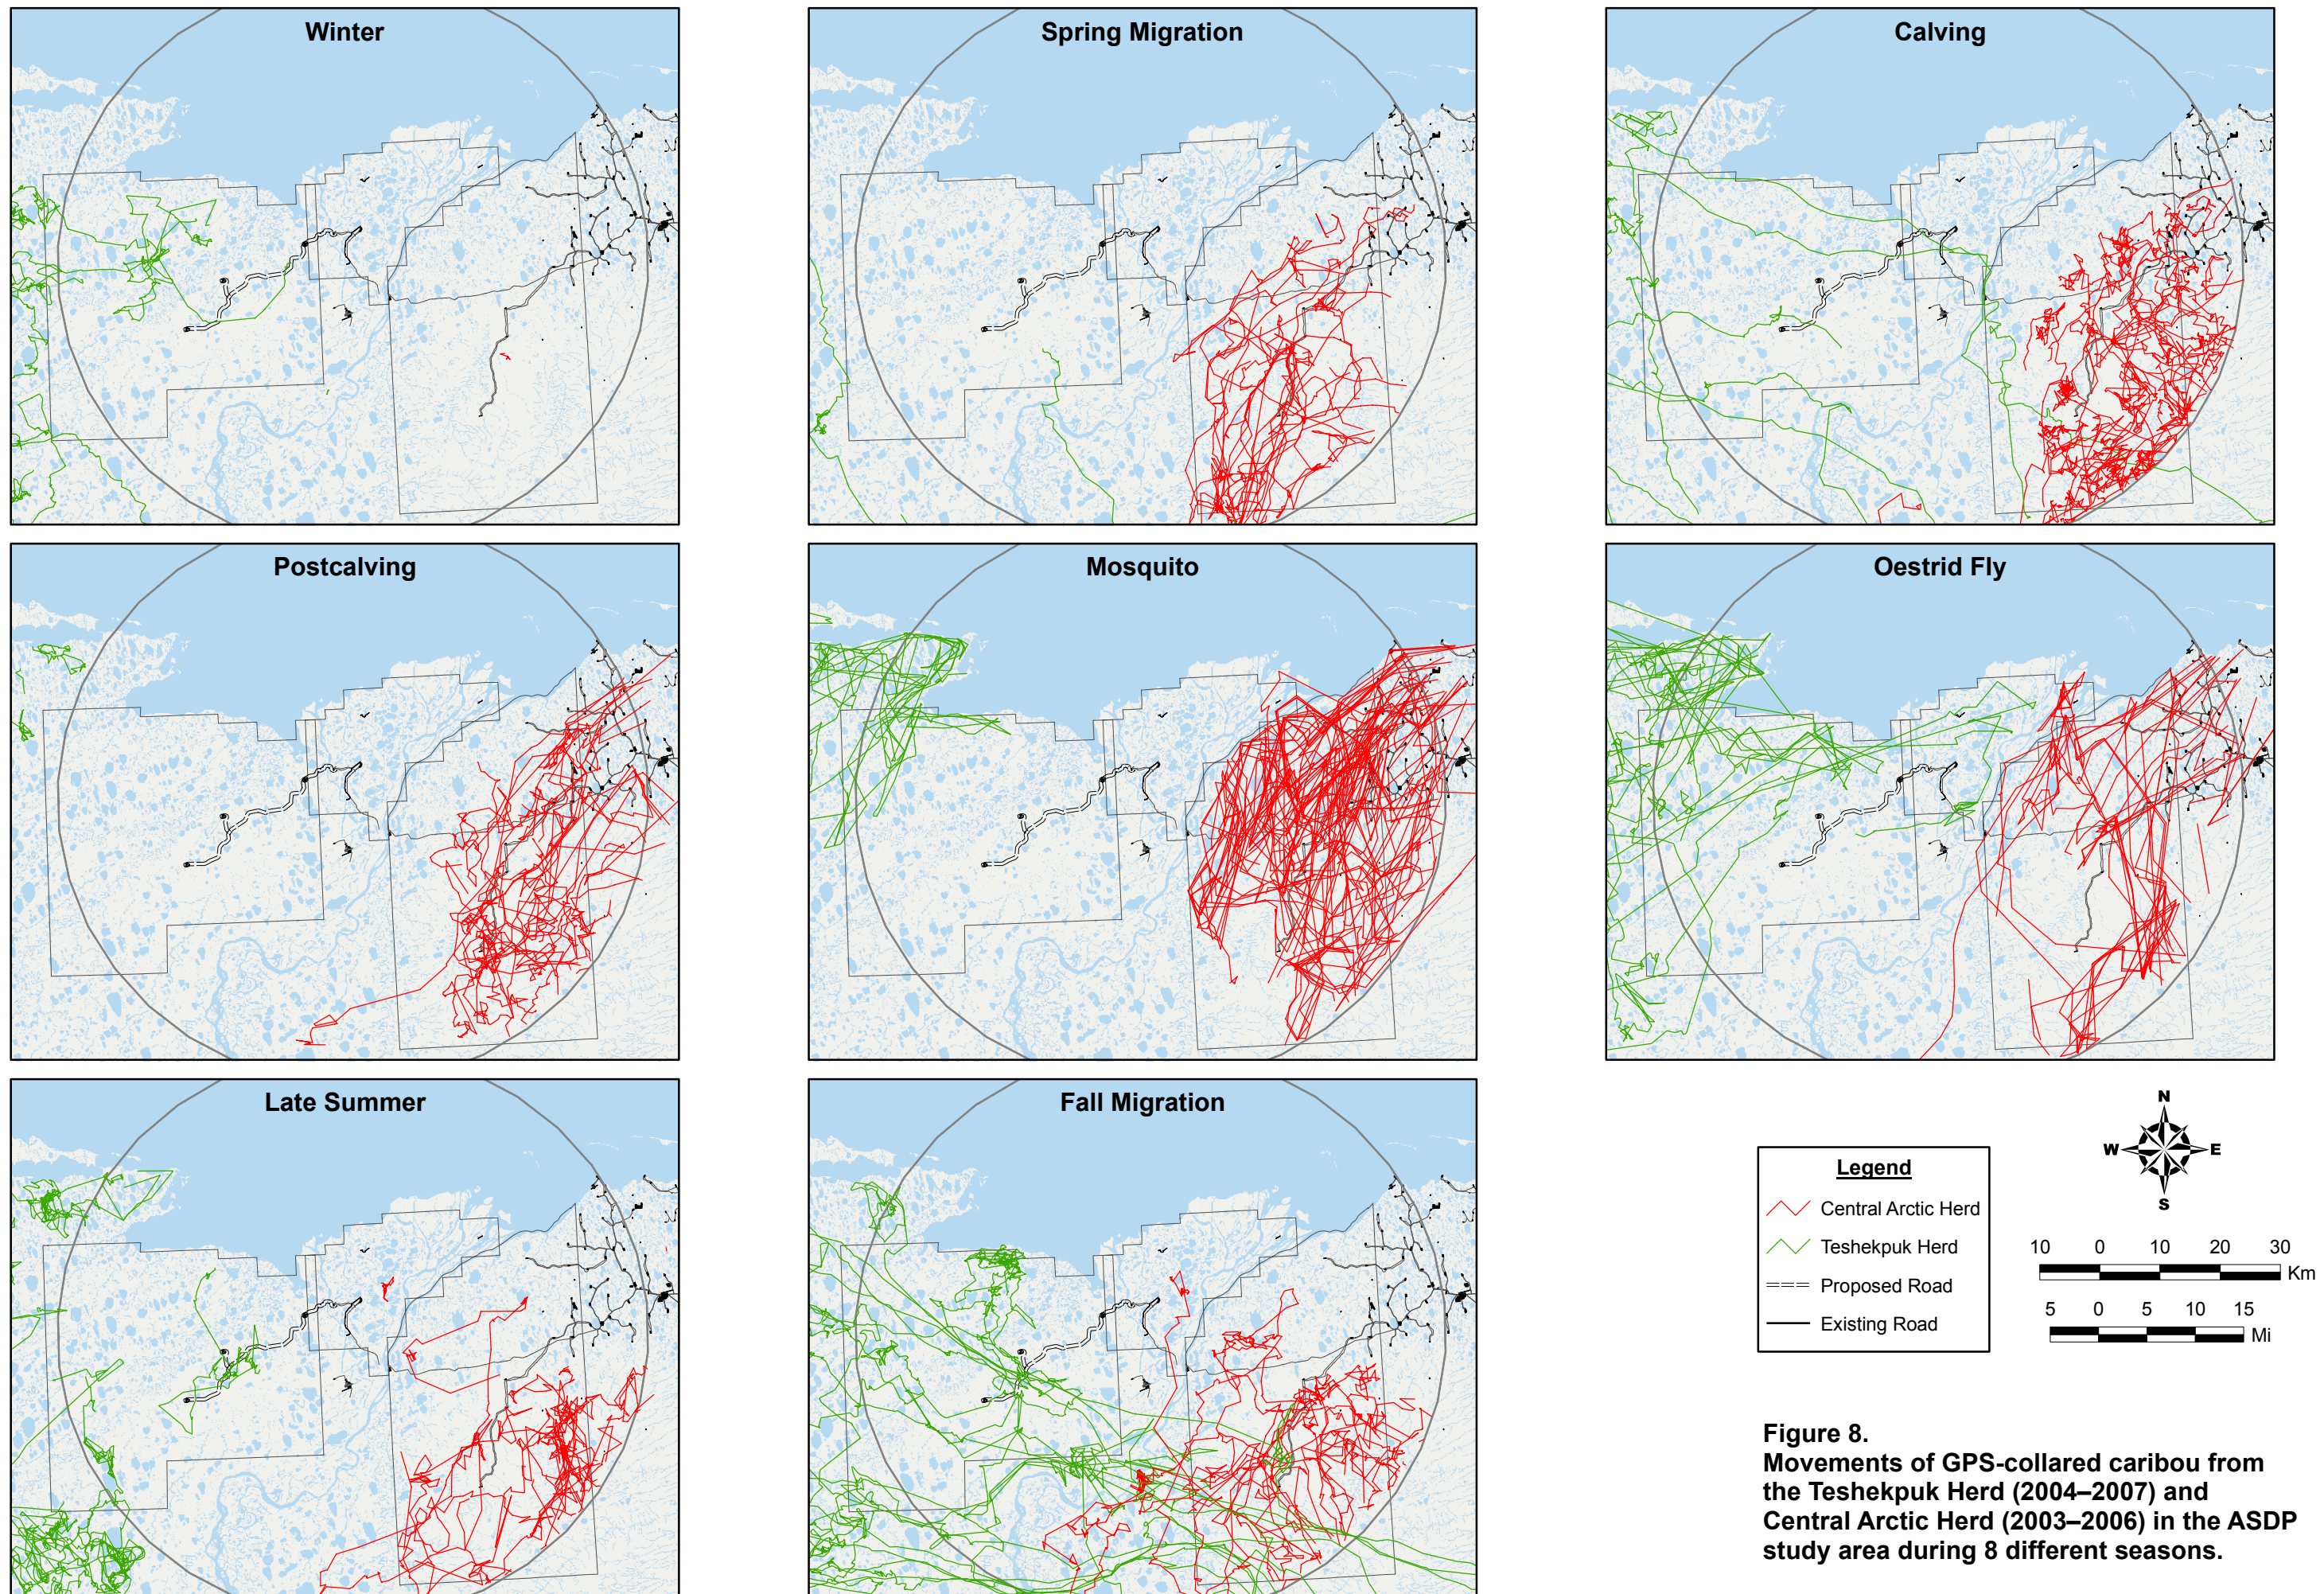 Winter
Spring Migration
Calving
Postcalving
Mosquito
Oestrid Fly
Late Summer
Fall Migration
Legend
Central Arctic Herd
Teshekpuk Herd
Proposed Road
Existing Road
N
W E
S
10 0 10 20 30
Km
5 0 5 10 15
Mi
Figure 8.
Movements of GPS-collared caribou from
the Teshekpuk Herd (2004–2007) and
Central Arctic Herd (2003–2006) in the ASDP
study area during 8 different seasons.